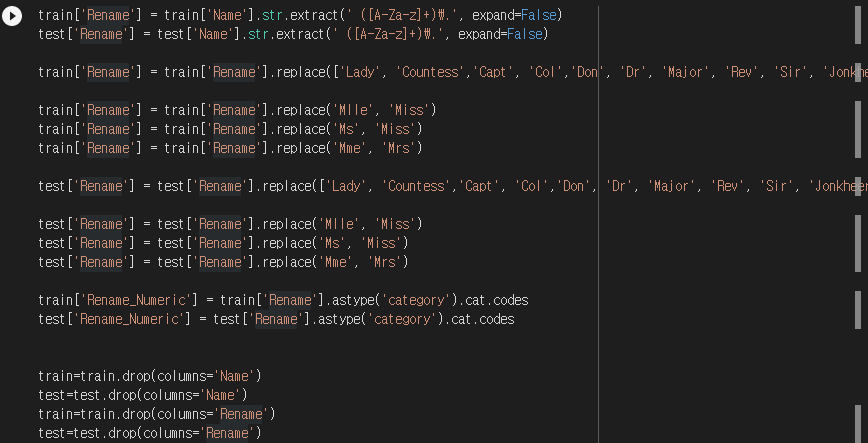 train['Rename'] = train['Name'].str.extract(' ([A-Za-z]+)₩.', expand=False)
test['Rename'] = test['Name'].str.extract(' ([A-Za-z]+)₩.', expand=False)
train['Rename'] = train['Rename'].replace(['Lady', 'Countess','Capt', 'Col','Don', 'Dr', 'Major', 'Rev', 'Sir', 'Jonkhe
train['Rename'] = train['Rename'].replace('Mlle', 'Miss')
train['Rename'] = train['Rename'].replace('Ms', 'Miss')
train['Rename'] = train['Rename'].replace('Mme', 'Mrs')
test['Rename'] = test['Rename'].replace(['Lady', 'Countess','Capt', 'Col','Don', 'Dr', 'Major', 'Rev', 'Sir', 'Jonkheer
test['Rename'] = test['Rename'].replace('Mlle', 'Miss')
test['Rename'] = test['Rename'].replace('Ms', 'Miss')
test['Rename'] = test['Rename'].replace('Mme', 'Mrs')
train['Rename_Numeric'] = train['Rename'].astype('category').cat.codes
test['Rename_Numeric'] = test['Rename'].astype('category').cat.codes
train=train.drop(columns='Name')
test=test.drop(columns='Name')
train=train.drop(columns='Rename')
test=test.drop(columns='Rename')